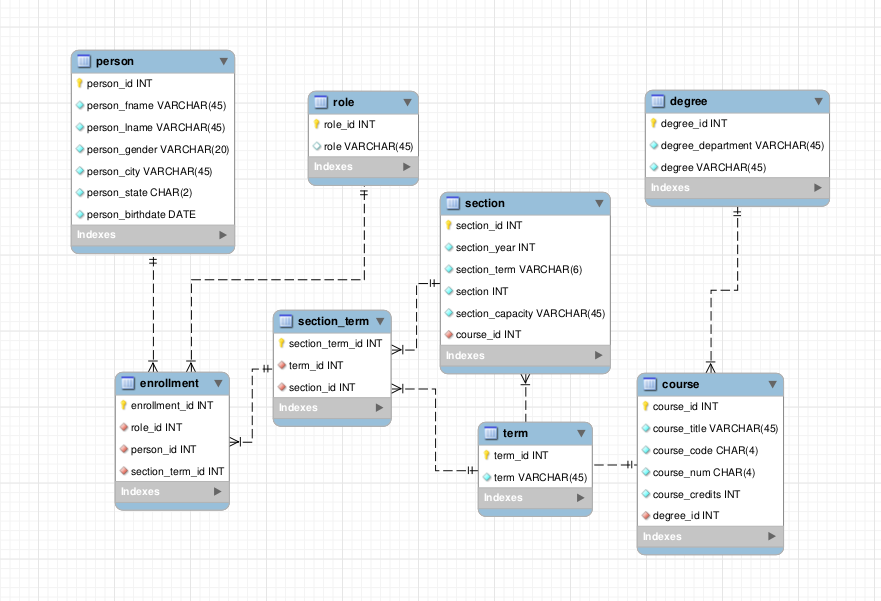 person
person_id INT
person_fname VARCHAR(45)
person_lname VARCHAR(45)
person_gender VARCHAR(20)
person_city VARCHAR(45)
person_state CHAR(2)
person_birthdate DATE
Indexes
role
role_id INT
role VARCHAR(45)
Indexes
degree
degree_id INT
degree_department VARCHAR(45)
degree VARCHAR(45)
Indexes
section
section_id INT
section_year INT
section_term VARCHAR(6)
section INT
section_capacity VARCHAR(45)
course_id INT
Indexes
section_term
section_term_id INT
term_id INT
section_id INT
Indexes
enrollment
enrollment_id INT
role_id INT
person_id INT
section_term_id INT
Indexes
term
term_id INT
term VARCHAR(45)
Indexes
course
course_id INT
course_title VARCHAR(45)
course_code CHAR(4)
course_num CHAR(4)
course_credits INT
degree_id INT
Indexes